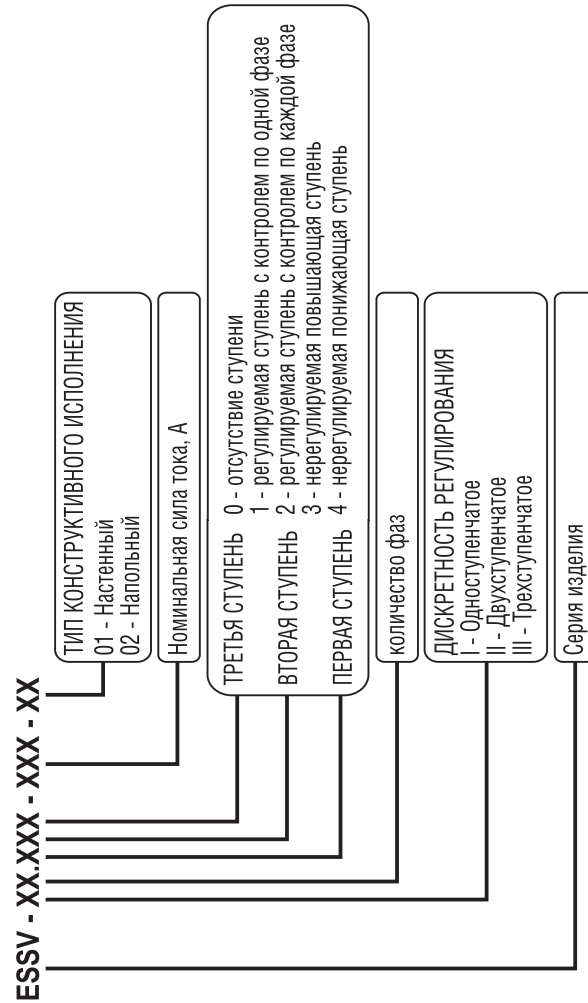 ESSV - XX.XXX - XXX - XX
ТИП КОНСТРУКТИВНОГО ИСПОЛНЕНИЯ
01 - Настенный
02 - Напольный
Номинальная сила тока, А
ТРЕТЬЯ СТУПЕНЬ
ВТОРАЯ СТУПЕНЬ
ПЕРВАЯ СТУПЕНЬ
0 - отсутствие ступени
1 - регулируемая ступень с контролем по одной фазе
2 - регулируемая ступень с контролем по каждой фазе
3 - нерегулируемая повышающая ступень
4 - нерегулируемая понижающая ступень
количество фаз
ДИСКРЕТНОСТЬ РЕГУЛИРОВАНИЯ
I - Одноступенчатое
II - Двухступенчатое
III - Трехступенчатое
Серия изделия